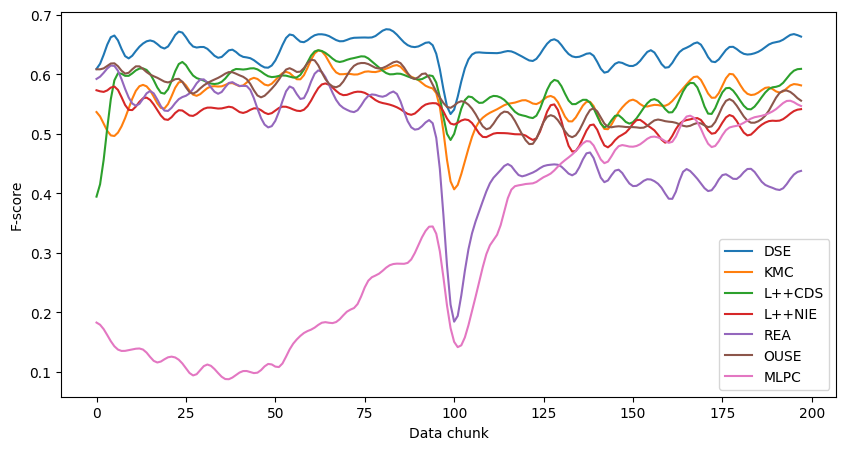 F-score
0.7
0.6
0.5
0.4
0.3
0.2
0.1
0
25
50
75
100
125
150
175
200
Data chunk
DSE
KMC
L++CDS
L++NIE
REA
OUSE
MLPC